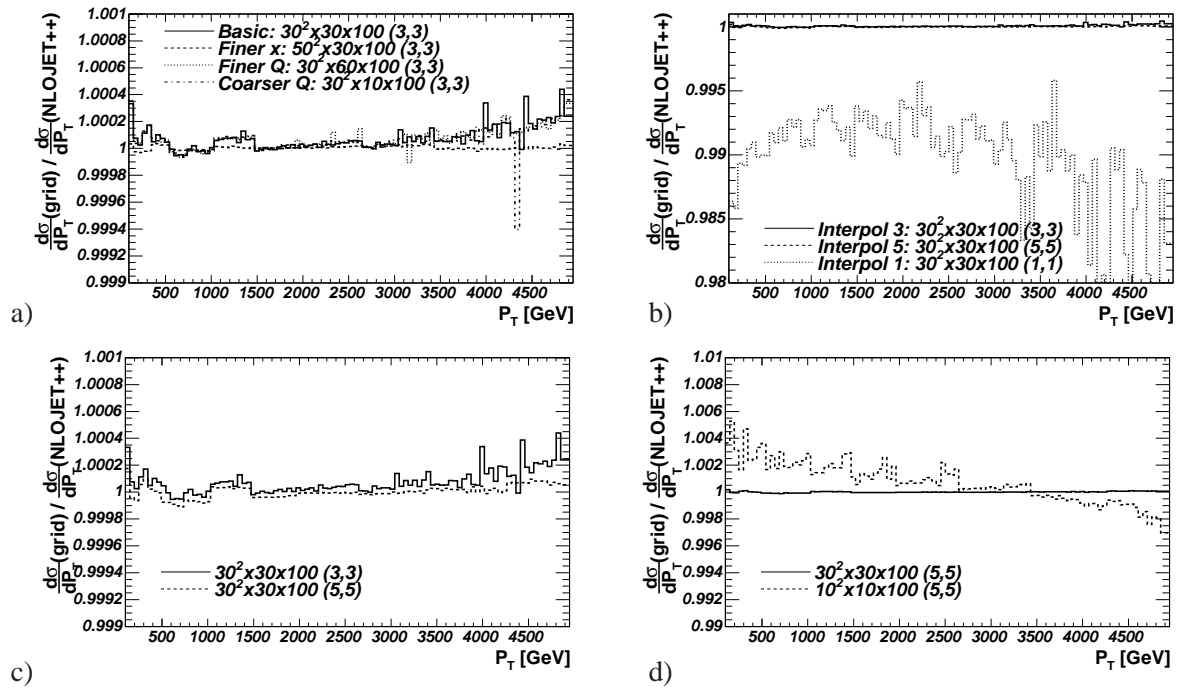 dσ/dP_T (grid) / dσ/dP_T (NLOJET++)
1.001
1.0008
1.0006
1.0004
1.0002
1
0.9998
0.9996
0.9994
0.9992
0.999
Basic: 30²x30x100 (3,3)
Finer x: 50²x30x100 (3,3)
Finer Q: 30²x60x100 (3,3)
Coarser Q: 30²x10x100 (3,3)
500 1000 1500 2000 2500 3000 3500 4000 4500
P_T [GeV]
a)
dσ/dP_T (grid) / dσ/dP_T (NLOJET++)
1
0.995
0.99
0.985
0.98
Interpol 3: 30²x30x100 (3,3)
Interpol 5: 30²x30x100 (5,5)
Interpol 1: 30²x30x100 (1,1)
500 1000 1500 2000 2500 3000 3500 4000 4500
P_T [GeV]
b)
dσ/dP_T (grid) / dσ/dP_T (NLOJET++)
1.001
1.0008
1.0006
1.0004
1.0002
1
0.9998
0.9996
0.9994
0.9992
0.999
30²x30x100 (3,3)
30²x30x100 (5,5)
500 1000 1500 2000 2500 3000 3500 4000 4500
P_T [GeV]
c)
dσ/dP_T (grid) / dσ/dP_T (NLOJET++)
1.01
1.008
1.006
1.004
1.002
1
0.998
0.996
0.994
0.992
0.99
30²x30x100 (5,5)
10²x10x100 (5,5)
500 1000 1500 2000 2500 3000 3500 4000 4500
P_T [GeV]
d)